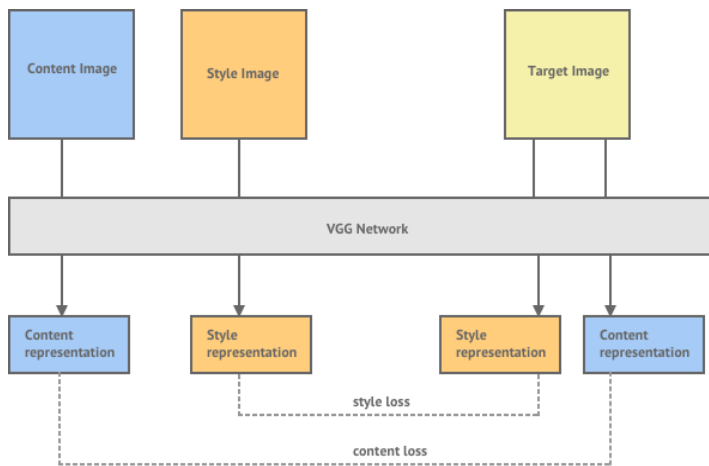 Content Image
Style Image
Target Image
VGG Network
Content
representation
Style
representation
Style
representation
Content
representation
style loss
content loss